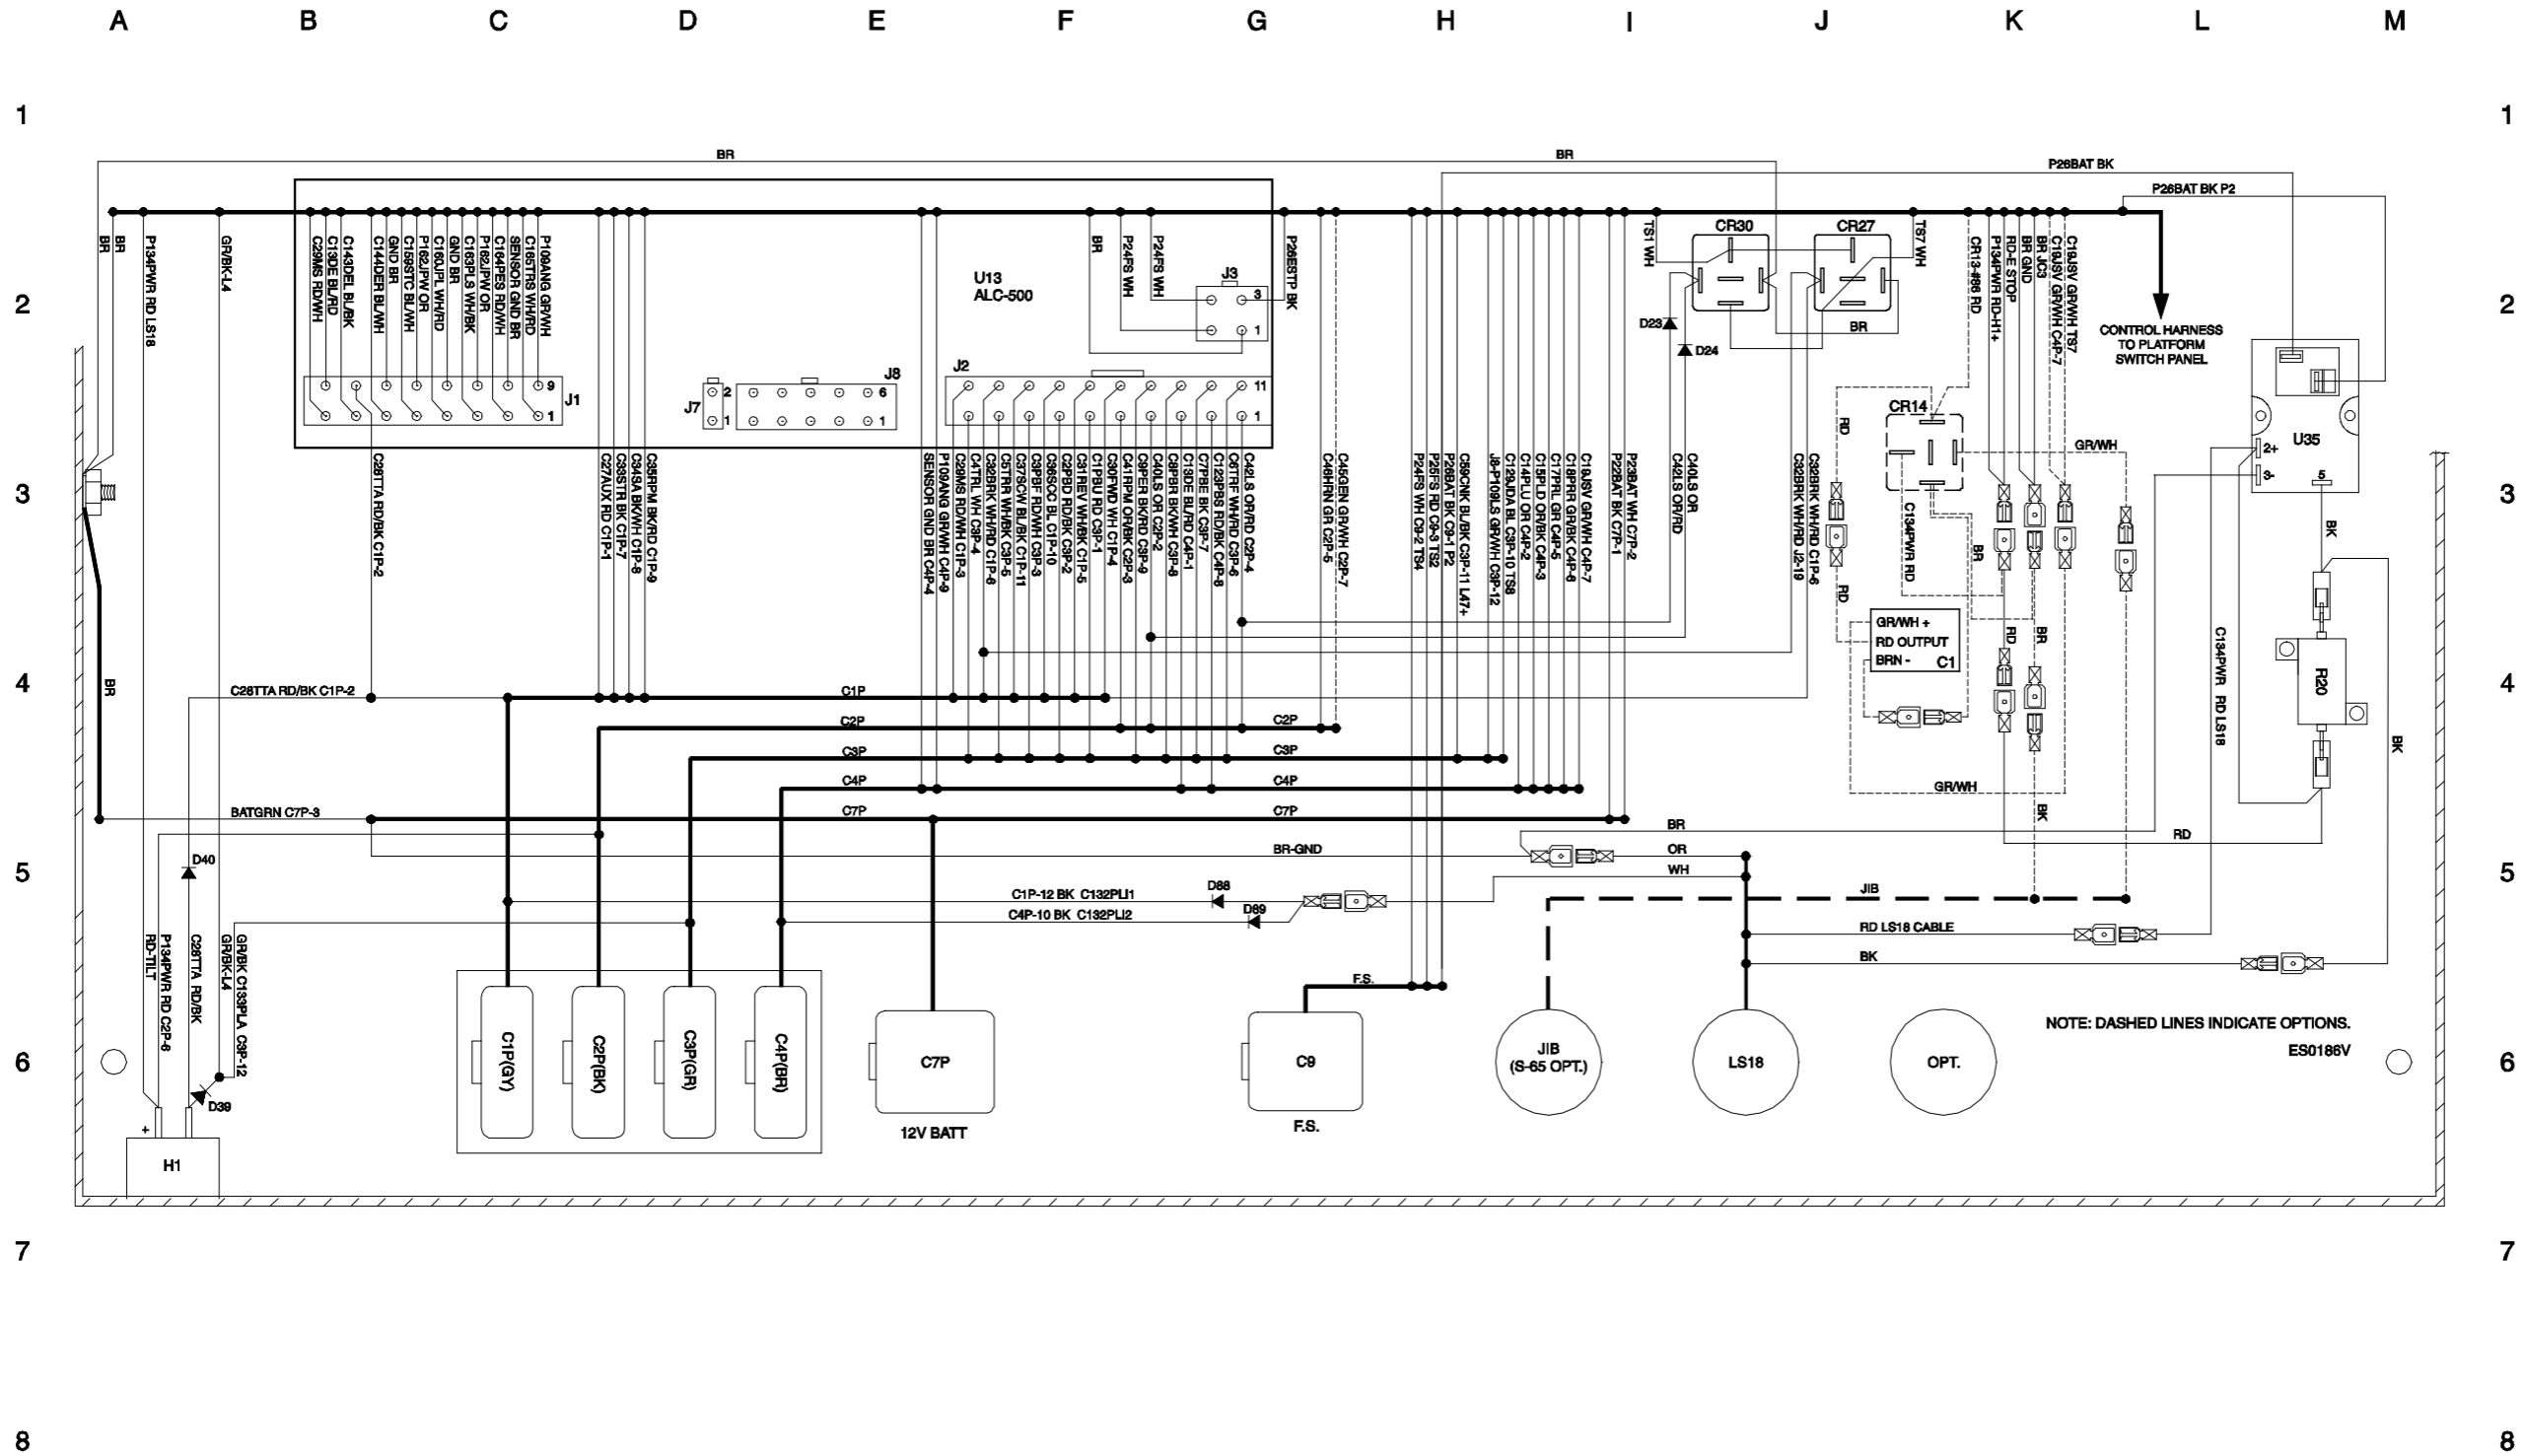 A B C D E F G H I J K L M
1 1
BR BR P26BAT BK
P26BAT BK P2
2 2
BR
BR
P134PWR RD LS18
GR/BK-L4
C29MS RD/WH
C13DE BL/RD
C143DEL BL/BK
C144DER BL/WH
GND BR
C159STC BL/WH
P162JPW OR
C160JPL WH/RD
GND BR
C163PLS WH/BK
P162JPW OR
C164PES RD/WH
SENSOR GND BR
C165TRS WH/RD
P109ANG GR/WH
U13
ALC-500
BR
P24FS WH
P24FS WH
J3
3
1
P26ESTP BK
TS1 WH
CR30
CR27
TS7 WH
BR
D23
D24
CR13-#86 RD
P134PWR RD-H1+
RD-E STOP
BR GND
BR JC3
C19JSV GR/WH C4P-7
C19JSV GR/WH TS7
CONTROL HARNESS
TO PLATFORM
SWITCH PANEL
9
1
J1
J7
2
1
J8
6
1
J2
11
1
RD
CR14
GR/WH
U35
2+
3-
5
3 3
C28TTA RD/BK C1P-2
C27AUX RD C1P-1
C33STR BK C1P-7
C34SA BK/WH C1P-8
C35RPM BK/RD C1P-9
SENSOR GND BR C4P-4
P109ANG GR/WH C4P-9
C29MS RD/WH C1P-3
C4TRL WH C3P-4
C32BRK WH/RD C1P-6
C5TRR WH/BK C3P-5
C37SCW BL/BK C1P-11
C3PBF RD/WH C3P-3
C36SCC BL C1P-10
C2PBD RD/BK C3P-2
C31REV WH/BK C1P-5
C1PBU RD C3P-1
C30FWD WH C1P-4
C41RPM OR/BK C2P-3
C9PER BK/RD C3P-9
C40LS OR C2P-2
C8PBR BK/WH C3P-8
C13DE BL/RD C4P-1
C7PBE BK C3P-7
C123PBS RD/BK C4P-8
C6TRF WH/RD C3P-6
C42LS OR/RD C2P-4
C46HRN GR C2P-5
C45GEN GR/WH C2P-7
P24FS WH C9-2 TS4
P25FS RD C9-3 TS2
P26BAT BK C9-1 P2
C59CNK BL/BK C3P-11 L47+
J8-P109LS GR/WH C3P-12
C129JDA BL C3P-10 TS8
C14PLU OR C4P-2
C15PLD OR/BK C4P-3
C17PRL GR C4P-5
C18PRR GR/BK C4P-6
C19JSV GR/WH C4P-7
P22BAT BK C7P-1
P23BAT WH C7P-2
C42LS OR/RD
C40LS OR
C32BRK WH/RD J2-19
C32BRK WH/RD C1P-6
C134PWR RD
BR
BK
RD
GR/WH +
RD OUTPUT
BRN - C1
RD
BR
C134PWR RD LS18
R20
BK
4 4
BR
C28TTA RD/BK C1P-2
C1P
C2P C2P
C3P C3P
C4P C4P
GR/WH
BATGRN C7P-3
C7P C7P
BK
BR
RD
5 5
D40
BR-GND
OR
WH
C1P-12 BK C132PLI1
D88
C4P-10 BK C132PLI2
D89
JIB
RD LS18 CABLE
BK
RD-TILT
P134PWR RD C2P-6
C28TTA RD/BK
GR/BK-L4
GR/BK C133PLA C3P-12
F.S.
6 6
D39
+
H1
C1P(GY)
C2P(BK)
C3P(GR)
C4P(BR)
C7P
12V BATT
C9
F.S.
JIB
(S-65 OPT.)
LS18
OPT.
NOTE: DASHED LINES INDICATE OPTIONS.
ES0186V
7 7
8 8